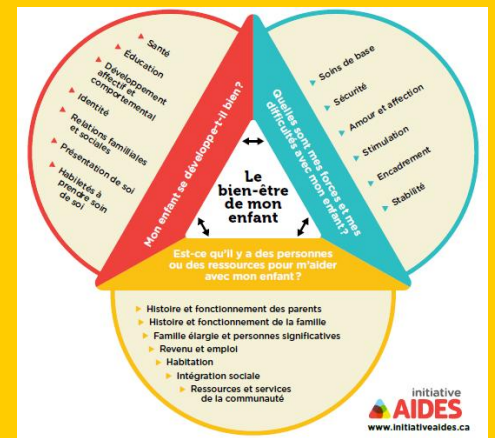 Mon enfant se développe-t-il bien?
Santé
Éducation
Développement
affectif et
comportemental
Identité
Relations familiales
et sociales
Présentation de soi
Habiletés à
prendre soin
de soi
Quelles sont mes forces et mes
difficultés avec mon enfant?
Soins de base
Sécurité
Amour et affection
Stimulation
Encadrement
Stabilité
Le
bien-être
de mon
enfant
Est-ce qu'il y a des personnes
ou des ressources pour m'aider
avec mon enfant?
Histoire et fonctionnement des parents
Histoire et fonctionnement de la famille
Famille élargie et personnes significatives
Revenu et emploi
Habitation
Intégration sociale
Ressources et services
de la communauté
initiative
AIDES
www.initiativeaides.ca